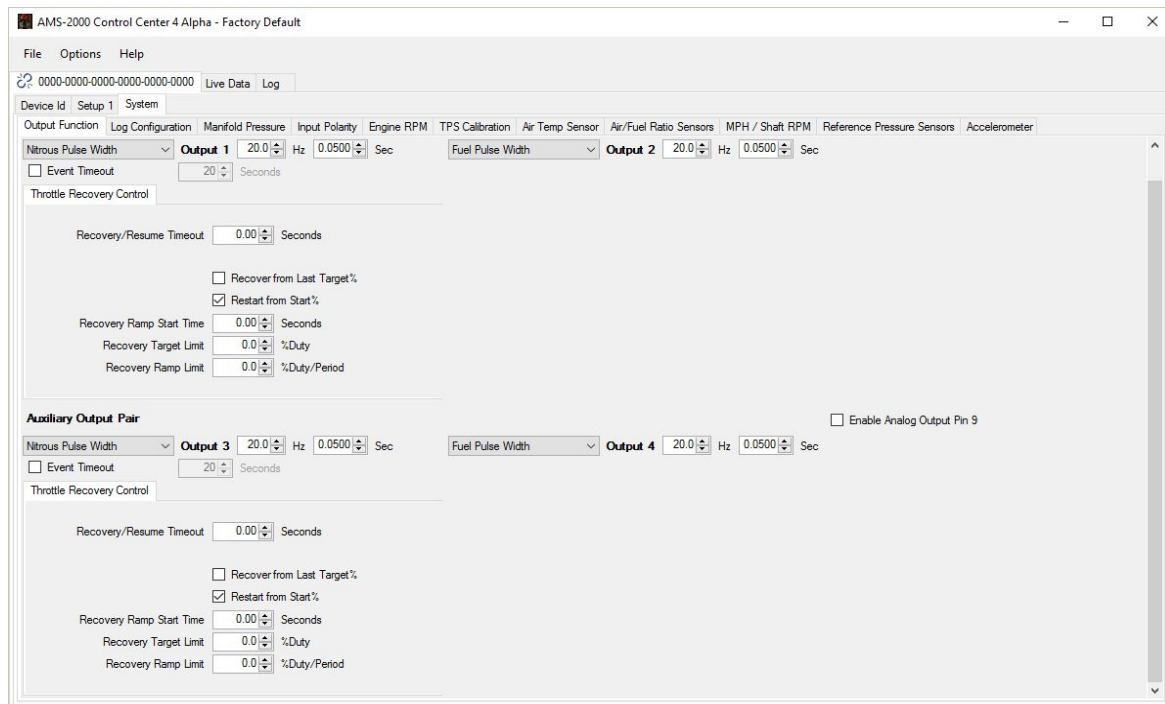 AMS-2000 Control Center 4 Alpha - Factory Default
File Options Help
0000-0000-0000-0000-0000-0000 Live Data Log
Device Id Setup 1 System
Output Function Log Configuration Manifold Pressure Input Polarity Engine RPM TPS Calibration Air Temp Sensor Air/Fuel Ratio Sensors MPH / Shaft RPM Reference Pressure Sensors Accelerometer
Nitrous Pulse Width Output 1 20.0 Hz 0.0500 Sec Fuel Pulse Width Output 2 20.0 Hz 0.0500 Sec
Event Timeout 20 Seconds
Throttle Recovery Control
Recovery/Resume Timeout 0.00 Seconds
Recover from Last Target%
Restart from Start%
Recovery Ramp Start Time 0.00 Seconds
Recovery Target Limit 0.0 %Duty
Recovery Ramp Limit 0.0 %Duty/Period
Auxiliary Output Pair Enable Analog Output Pin 9
Nitrous Pulse Width Output 3 20.0 Hz 0.0500 Sec Fuel Pulse Width Output 4 20.0 Hz 0.0500 Sec
Event Timeout 20 Seconds
Throttle Recovery Control
Recovery/Resume Timeout 0.00 Seconds
Recover from Last Target%
Restart from Start%
Recovery Ramp Start Time 0.00 Seconds
Recovery Target Limit 0.0 %Duty
Recovery Ramp Limit 0.0 %Duty/Period